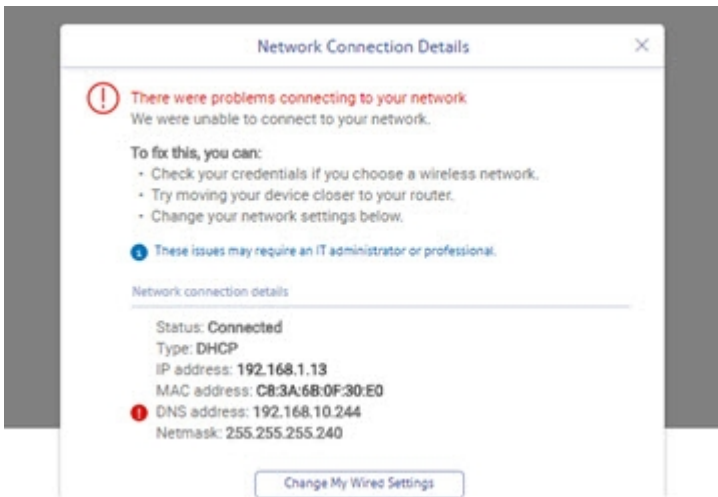 Network Connection Details
There were problems connecting to your network
We were unable to connect to your network.
To fix this, you can:
• Check your credentials if you choose a wireless network.
• Try moving your device closer to your router.
• Change your network settings below.
These issues may require an IT administrator or professional.
Network connection details
Status: Connected
Type: DHCP
IP address: 192.168.1.13
MAC address: C8:3A:6B:0F:30:E0
DNS address: 192.168.10.244
Netmask: 255.255.255.240
Change My Wired Settings